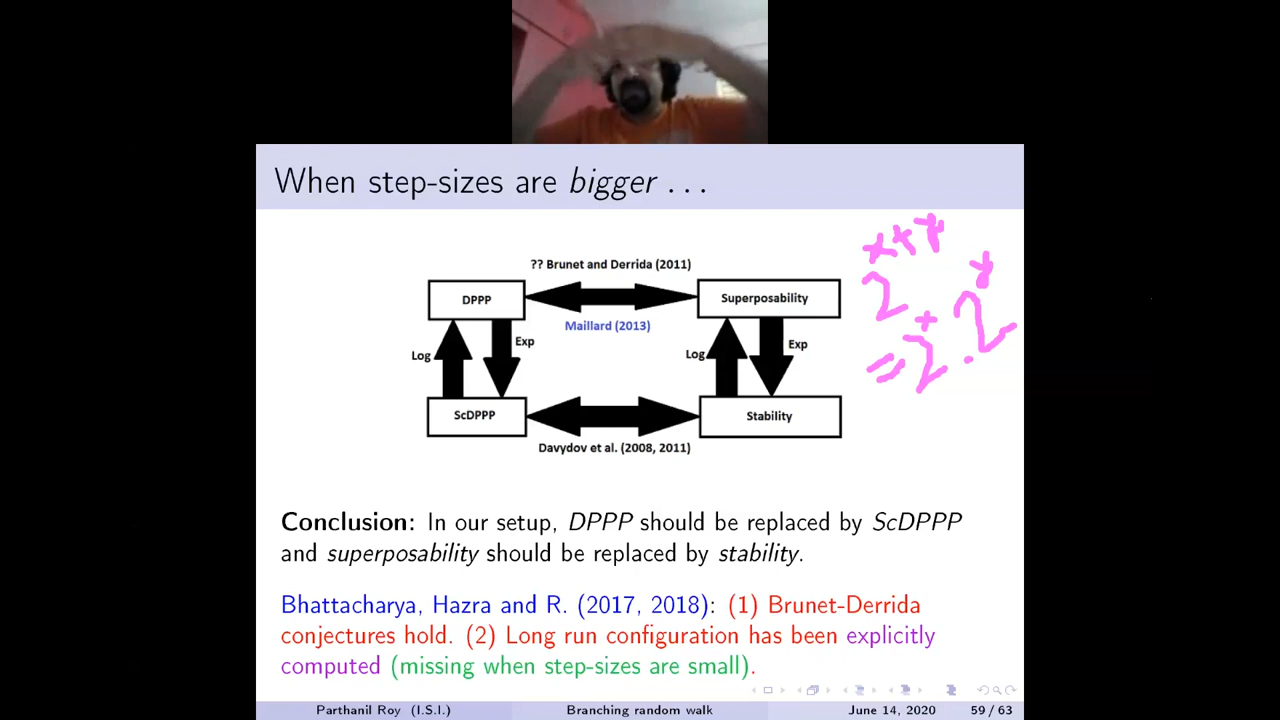 When step-sizes are bigger . . .
?? Brunet and Derrida (2011)
DPPP
Superposability
Maillard (2013)
Log
Exp
Log
Exp
ScDPPP
Stability
Davydov et al. (2008, 2011)
2^{x+y}
= 2^{x} . 2^{y}
Conclusion: In our setup, DPPP should be replaced by ScDPPP
and superposability should be replaced by stability.
Bhattacharya, Hazra and R. (2017, 2018): (1) Brunet-Derrida
conjectures hold. (2) Long run configuration has been explicitly
computed (missing when step-sizes are small).
Parthanil Roy (I.S.I.) Branching random walk June 14, 2020 59 / 63